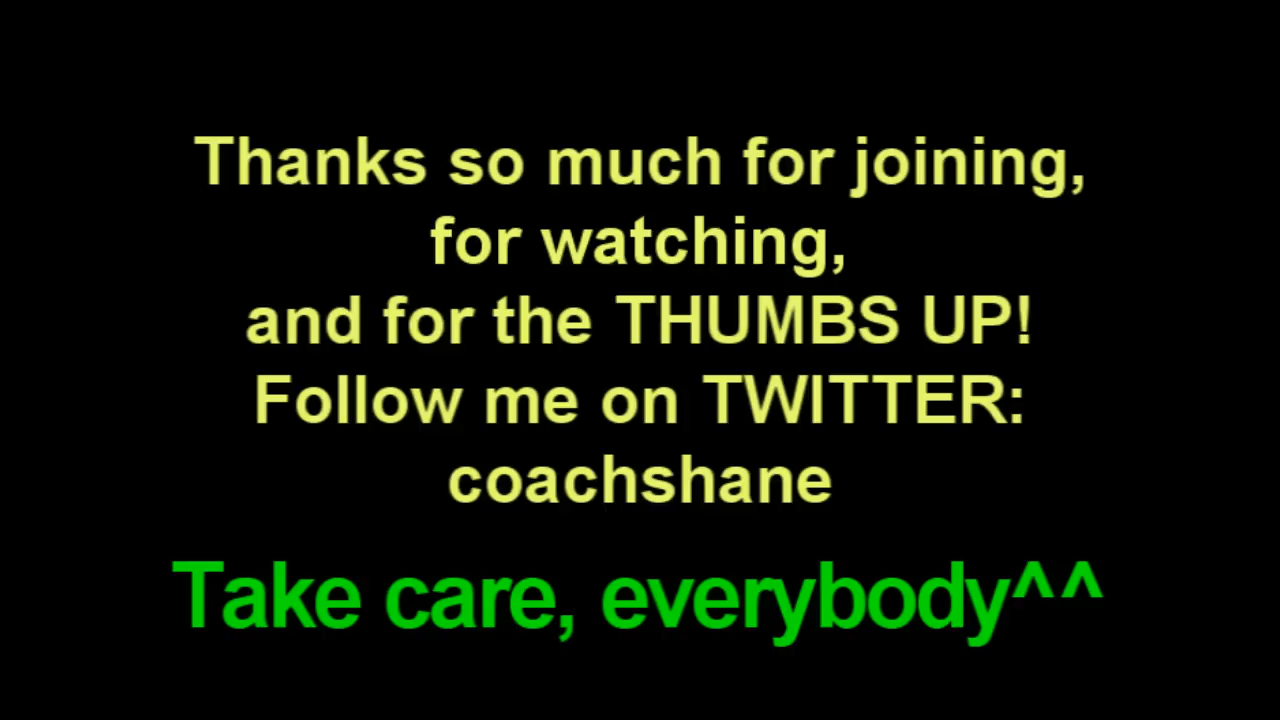 Thanks so much for joining,
for watching,
and for the THUMBS UP!
Follow me on TWITTER:
coachshane
Take care, everybody^^